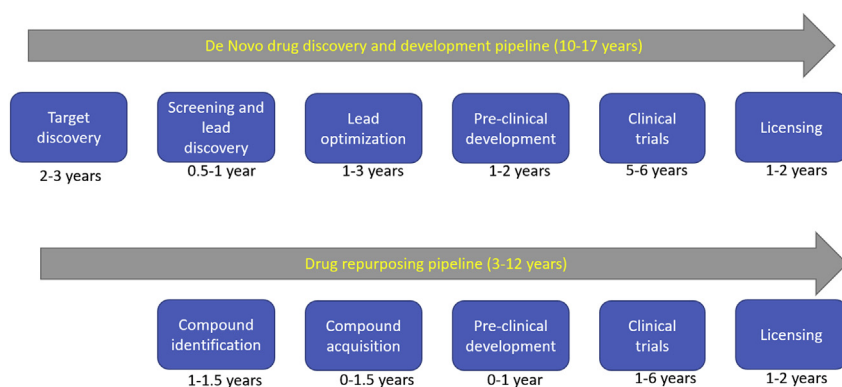 De Novo drug discovery and development pipeline (10-17 years)
Target
discovery
2-3 years
Screening and
lead
discovery
0.5-1 year
Lead
optimization
1-3 years
Pre-clinical
development
1-2 years
Clinical
trials
5-6 years
Licensing
1-2 years
Drug repurposing pipeline (3-12 years)
Compound
identification
1-1.5 years
Compound
acquisition
0-1.5 years
Pre-clinical
development
0-1 year
Clinical
trials
1-6 years
Licensing
1-2 years